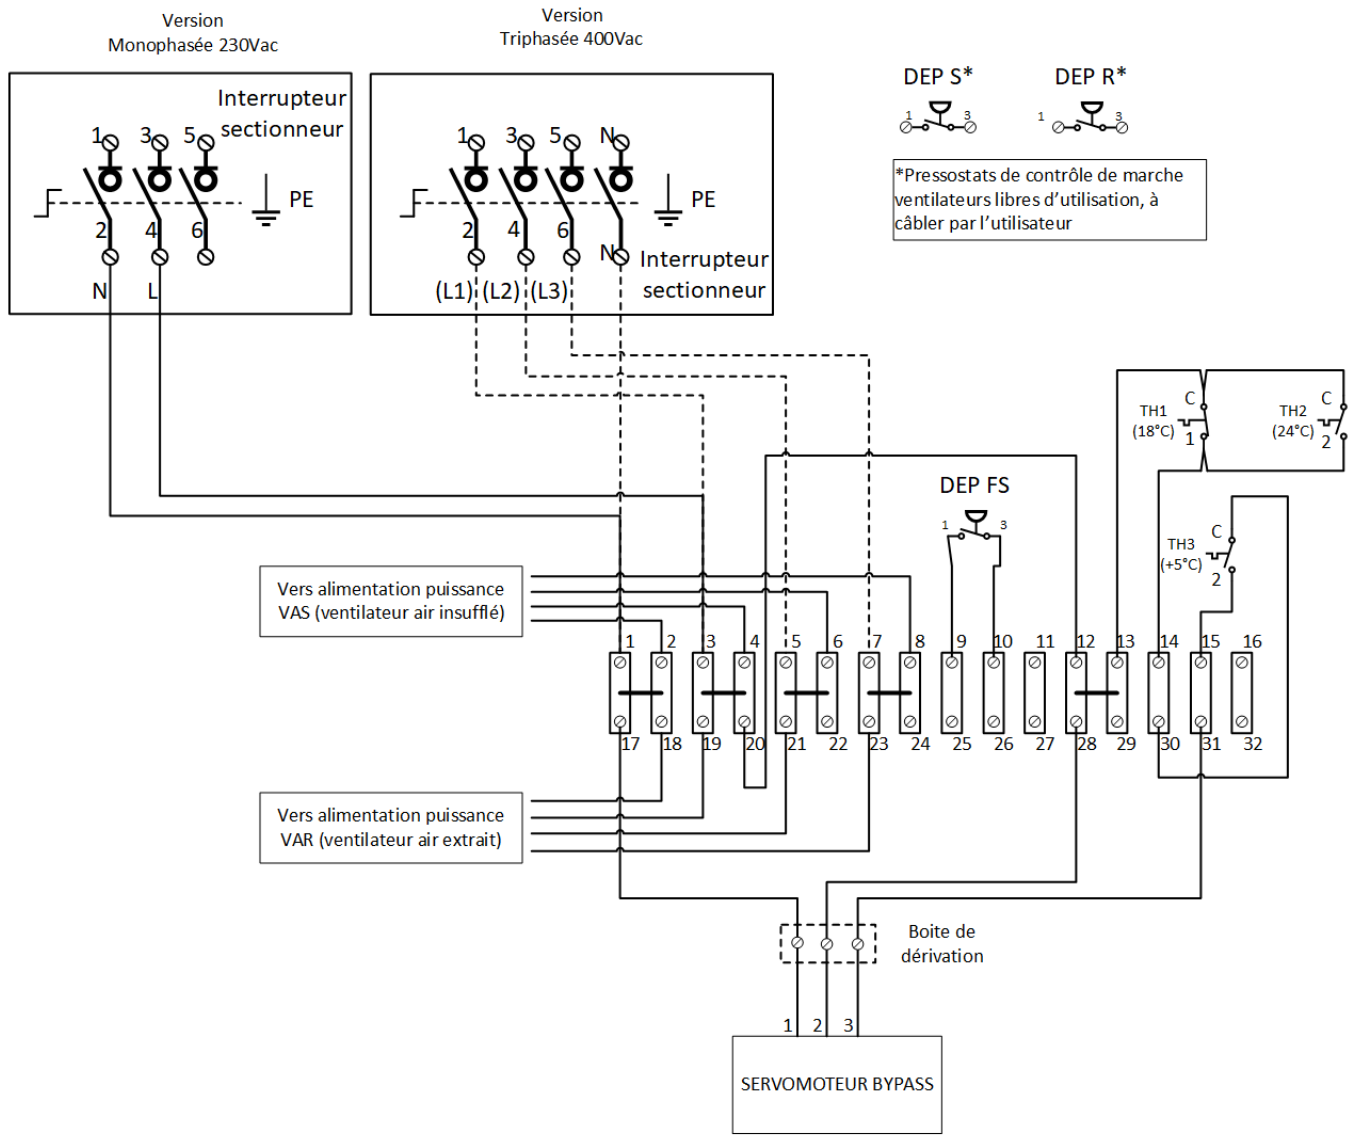 Version
Monophasée 230Vac
Version
Triphasée 400Vac
DEP S*
DEP R*
1 3
1 3
*Pressostats de contrôle de marche
ventilateurs libres d’utilisation, à
câbler par l’utilisateur
Interrupteur
sectionneur
1 3 5
PE
2 4 6
N L
1 3 5 N
PE
2 4 6 N
Interrupteur
sectionneur
(L1) (L2) (L3)
C
TH1
(18°C)
1
C
TH2
(24°C)
2
DEP FS
1 3
C
TH3
(+5°C)
2
Vers alimentation puissance
VAS (ventilateur air insufflé)
1 2 3 4 5 6 7 8 9 10 11 12 13 14 15 16
17 18 19 20 21 22 23 24 25 26 27 28 29 30 31 32
Vers alimentation puissance
VAR (ventilateur air extrait)
Boite de
dérivation
1 2 3
SERVOMOTEUR BYPASS